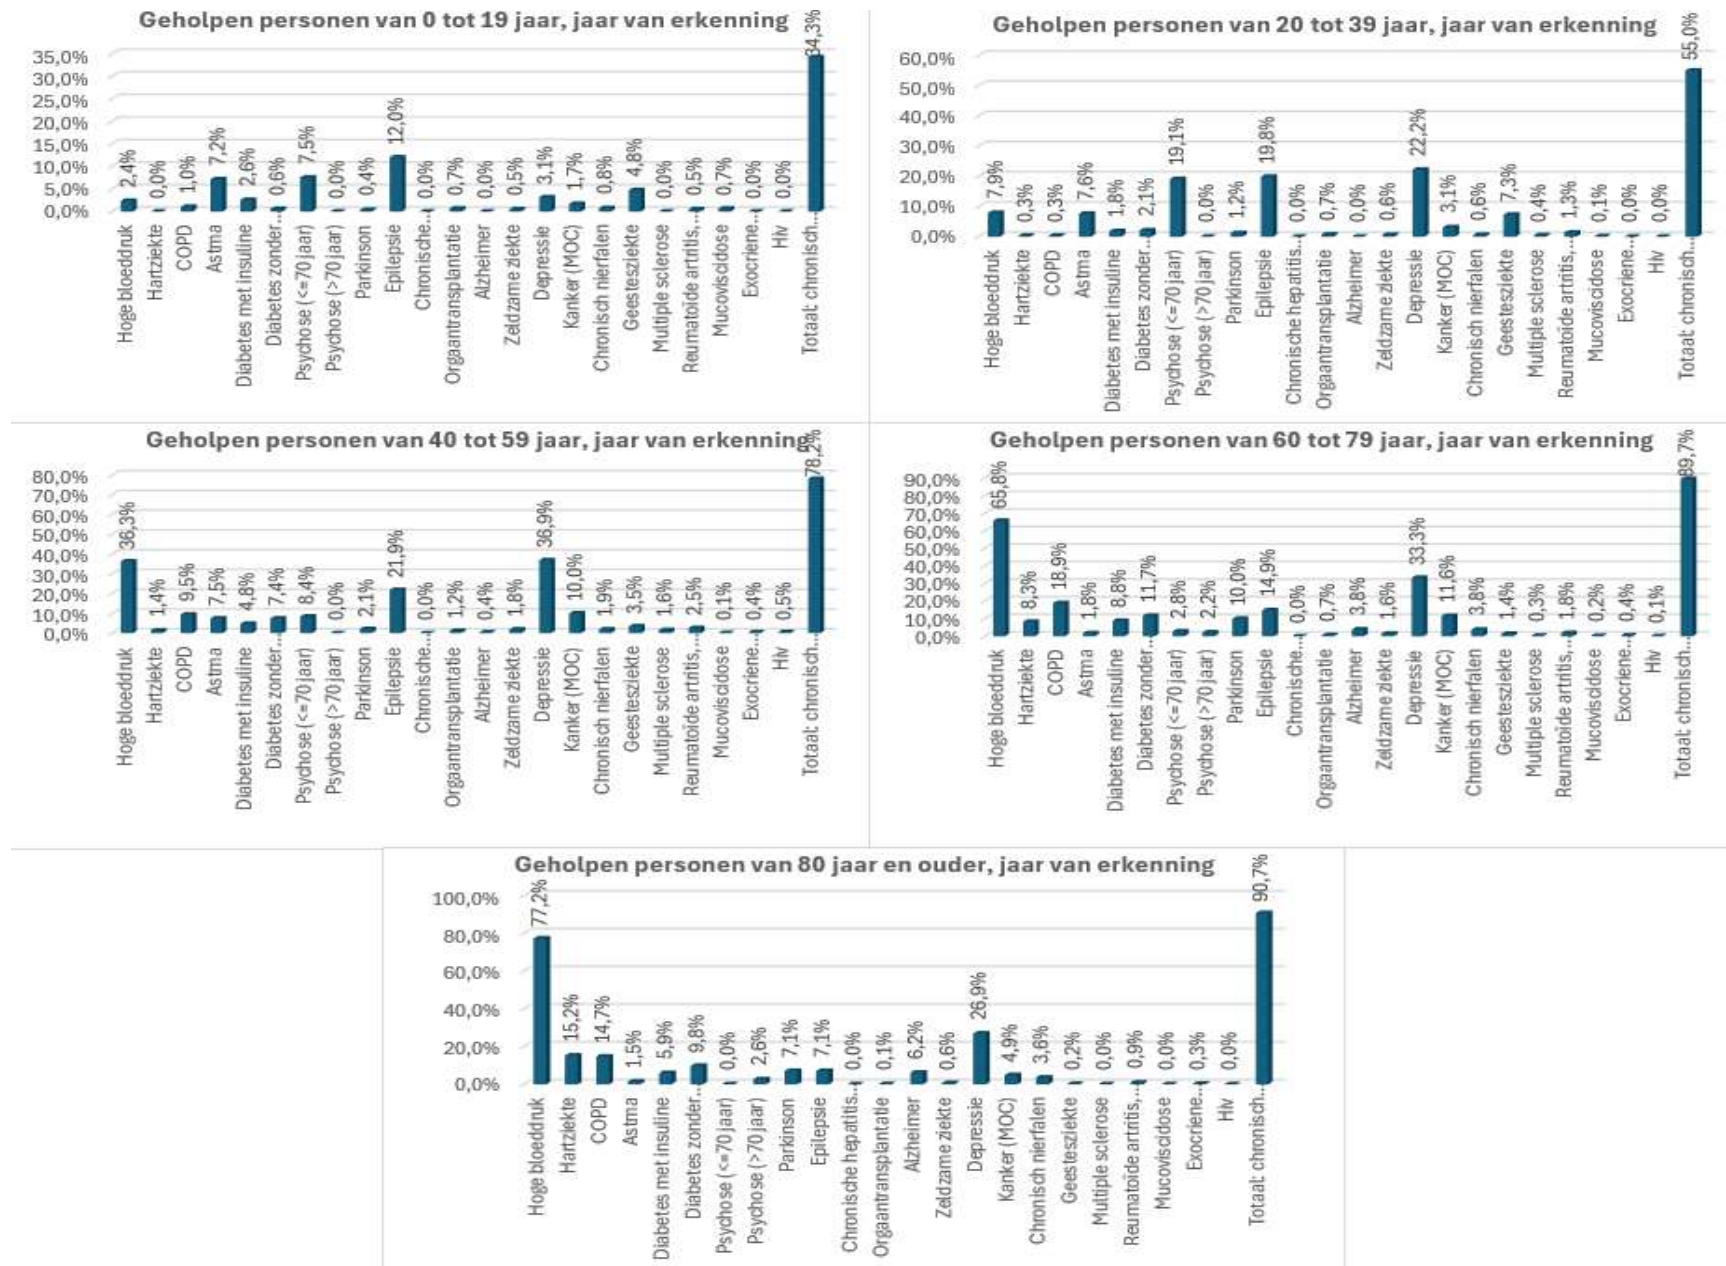 Geholpen personen van 0 tot 19 jaar, jaar van erkenning
35,0%
30,0%
25,0%
20,0%
15,0%
10,0%
5,0%
0,0%
2,4%
0,0%
1,0%
7,2%
2,6%
0,6%
7,5%
0,0%
0,4%
12,0%
0,0%
0,7%
0,0%
0,5%
3,1%
1,7%
0,8%
4,8%
0,0%
0,5%
0,7%
0,0%
0,0%
34,3%
Hoge bloeddruk
Hartziekte
COPD
Astma
Diabetes met insuline
Diabetes zonder...
Psychose (<=70 jaar)
Psychose (>70 jaar)
Parkinson
Epilepsie
Chronische...
Orgaantransplantatie
Alzheimer
Zeldzame ziekte
Depressie
Kanker (MOC)
Chronisch nierfalen
Geestesziekte
Multiple sclerose
Reumatoïde artritis,...
Mucoviscidose
Exocriene...
Hiv
Totaal: chronisch...
Geholpen personen van 20 tot 39 jaar, jaar van erkenning
60,0%
50,0%
40,0%
30,0%
20,0%
10,0%
0,0%
7,9%
0,3%
0,3%
7,6%
1,8%
2,1%
19,1%
0,0%
1,2%
19,8%
0,0%
0,7%
0,0%
0,6%
22,2%
3,1%
0,6%
7,3%
0,4%
1,3%
0,1%
0,0%
0,0%
55,0%
Hoge bloeddruk
Hartziekte
COPD
Astma
Diabetes met insuline
Diabetes zonder...
Psychose (<=70 jaar)
Psychose (>70 jaar)
Parkinson
Epilepsie
Chronische hepatitis...
Orgaantransplantatie
Alzheimer
Zeldzame ziekte
Depressie
Kanker (MOC)
Chronisch nierfalen
Geestesziekte
Multiple sclerose
Reumatoïde artritis,...
Mucoviscidose
Exocriene...
Hiv
Totaal: chronisch...
Geholpen personen van 40 tot 59 jaar, jaar van erkenning
80,0%
70,0%
60,0%
50,0%
40,0%
30,0%
20,0%
10,0%
0,0%
36,3%
1,4%
9,5%
7,5%
4,8%
7,4%
8,4%
0,0%
2,1%
21,9%
0,0%
1,2%
0,4%
1,8%
36,9%
10,0%
1,9%
3,5%
1,6%
2,5%
0,1%
0,4%
0,5%
78,2%
Hoge bloeddruk
Hartziekte
COPD
Astma
Diabetes met insuline
Diabetes zonder...
Psychose (<=70 jaar)
Psychose (>70 jaar)
Parkinson
Epilepsie
Chronische...
Orgaantransplantatie
Alzheimer
Zeldzame ziekte
Depressie
Kanker (MOC)
Chronisch nierfalen
Geestesziekte
Multiple sclerose
Reumatoïde artritis,...
Mucoviscidose
Exocriene...
Hiv
Totaal: chronisch...
Geholpen personen van 60 tot 79 jaar, jaar van erkenning
90,0%
80,0%
70,0%
60,0%
50,0%
40,0%
30,0%
20,0%
10,0%
0,0%
65,8%
8,3%
18,9%
1,8%
8,8%
11,7%
2,8%
2,2%
10,0%
14,9%
0,0%
0,7%
3,8%
1,6%
33,3%
11,6%
3,8%
1,4%
0,3%
1,8%
0,2%
0,4%
0,1%
89,7%
Hoge bloeddruk
Hartziekte
COPD
Astma
Diabetes met insuline
Diabetes zonder...
Psychose (<=70 jaar)
Psychose (>70 jaar)
Parkinson
Epilepsie
Chronische...
Orgaantransplantatie
Alzheimer
Zeldzame ziekte
Depressie
Kanker (MOC)
Chronisch nierfalen
Geestesziekte
Multiple sclerose
Reumatoïde artritis,...
Mucoviscidose
Exocriene...
Hiv
Totaal: chronisch...
Geholpen personen van 80 jaar en ouder, jaar van erkenning
100,0%
80,0%
60,0%
40,0%
20,0%
0,0%
77,2%
15,2%
14,7%
1,5%
5,9%
9,8%
0,0%
2,6%
7,1%
7,1%
0,0%
0,1%
6,2%
0,6%
26,9%
4,9%
3,6%
0,2%
0,0%
0,9%
0,0%
0,3%
0,0%
90,7%
Hoge bloeddruk
Hartziekte
COPD
Astma
Diabetes met insuline
Diabetes zonder...
Psychose (<=70 jaar)
Psychose (>70 jaar)
Parkinson
Epilepsie
Chronische hepatitis...
Orgaantransplantatie
Alzheimer
Zeldzame ziekte
Depressie
Kanker (MOC)
Chronisch nierfalen
Geestesziekte
Multiple sclerose
Reumatoïde artritis,...
Mucoviscidose
Exocriene...
Hiv
Totaal: chronisch...